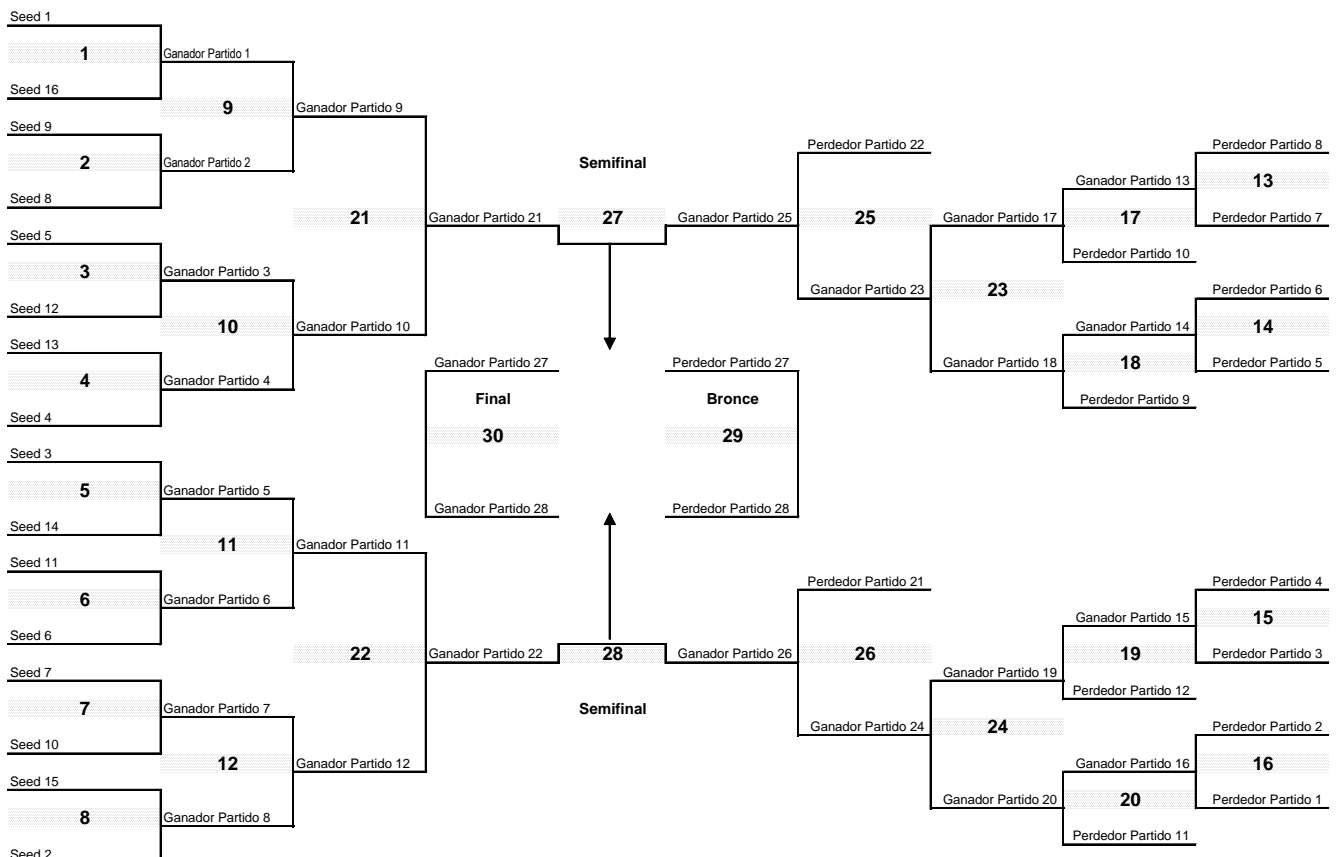 Seed 1
1
Ganador Partido 1
Seed 16
9
Ganador Partido 9
Seed 9
2
Ganador Partido 2
Seed 8
21
Ganador Partido 21
Seed 5
3
Ganador Partido 3
Seed 12
10
Ganador Partido 10
Seed 13
4
Ganador Partido 4
Seed 4
Seed 3
5
Ganador Partido 5
Seed 14
11
Ganador Partido 11
Seed 11
6
Ganador Partido 6
Seed 6
22
Ganador Partido 22
Seed 7
7
Ganador Partido 7
Seed 10
12
Ganador Partido 12
Seed 15
8
Ganador Partido 8
Seed 2
Semifinal
27
Ganador Partido 27
Final
30
Ganador Partido 28
Perdedor Partido 27
Bronce
29
Perdedor Partido 28
28
Semifinal
Perdedor Partido 22
Ganador Partido 25
25
Ganador Partido 23
Ganador Partido 17
23
Ganador Partido 18
Ganador Partido 13
17
Perdedor Partido 10
Perdedor Partido 8
13
Perdedor Partido 7
Ganador Partido 14
18
Perdedor Partido 9
Perdedor Partido 6
14
Perdedor Partido 5
Perdedor Partido 21
Ganador Partido 26
26
Ganador Partido 24
Ganador Partido 19
24
Ganador Partido 20
Ganador Partido 15
19
Perdedor Partido 12
Perdedor Partido 4
15
Perdedor Partido 3
Ganador Partido 16
20
Perdedor Partido 11
Perdedor Partido 2
16
Perdedor Partido 1